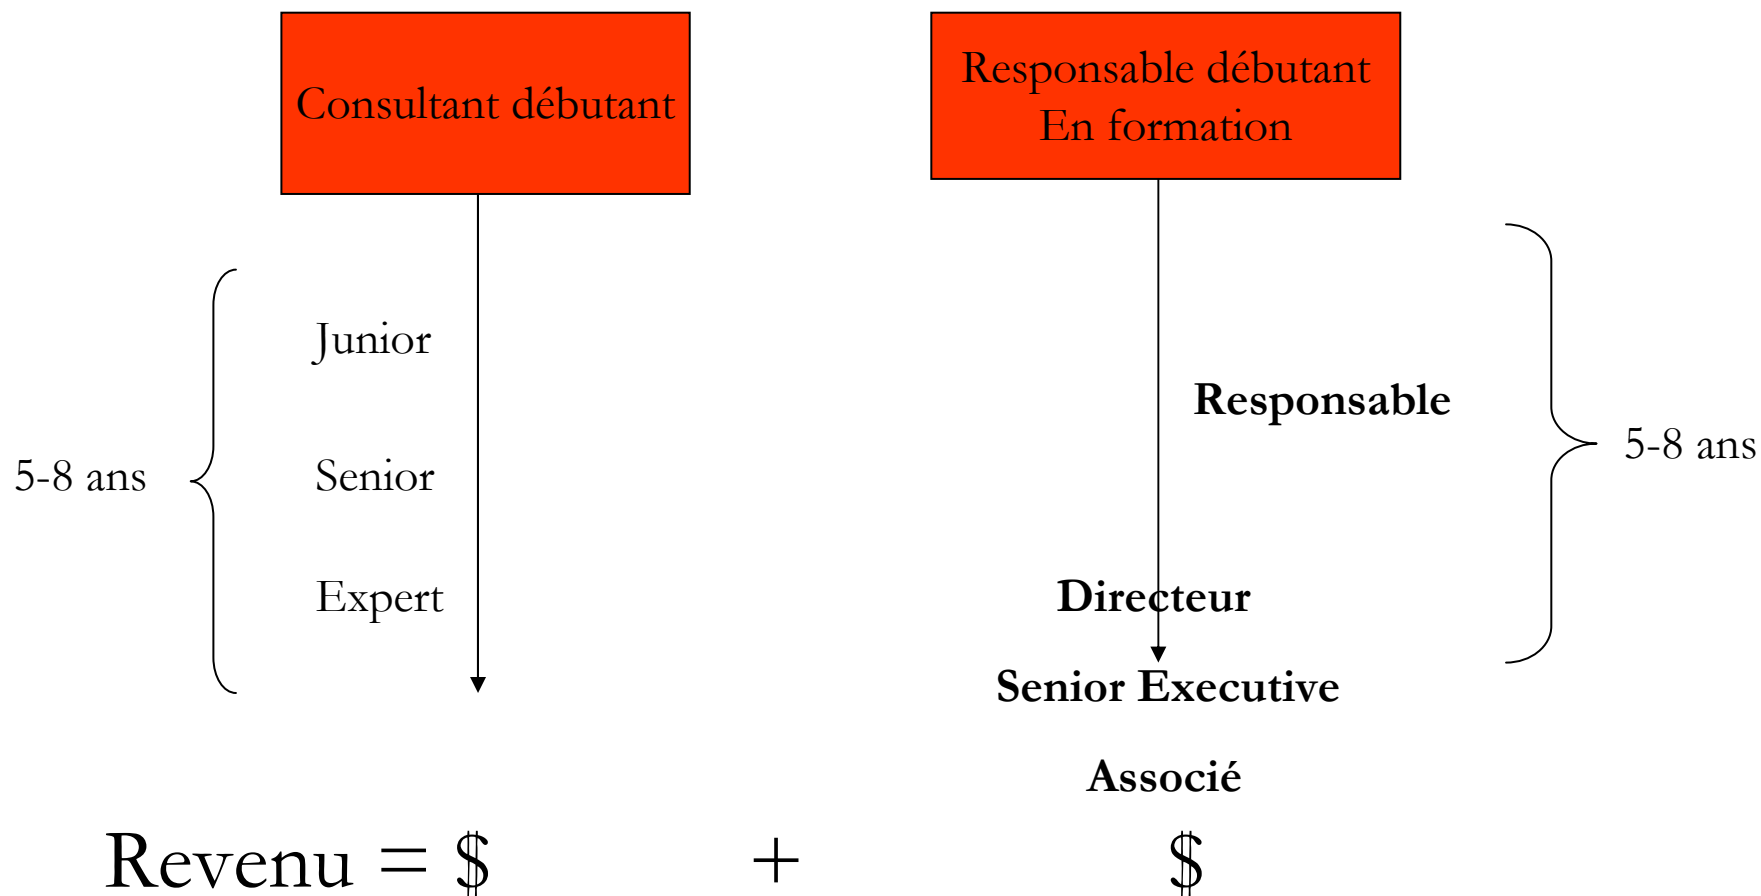 Consultant débutant
Responsable débutant
En formation
Junior
Responsable
5-8 ans
Senior
5-8 ans
Expert
Directeur
Senior Executive
Associé
Revenu = $ + $